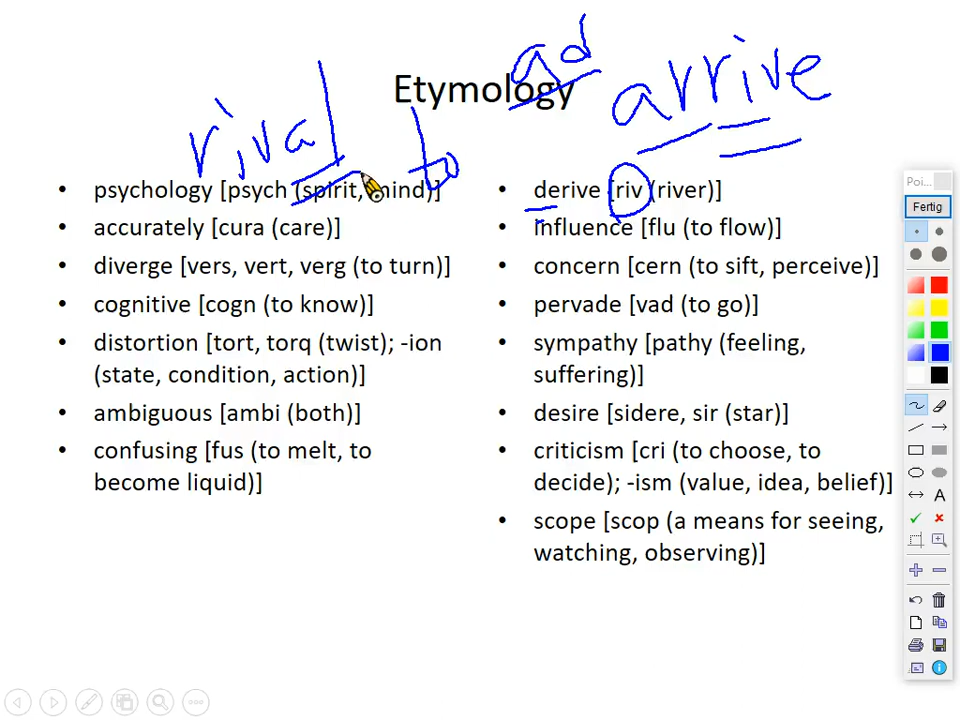 ad
arrive
Etymology
rival
to
• psychology [psych (spirit, mind)]
• accurately [cura (care)]
• diverge [vers, vert, verg (to turn)]
• cognitive [cogn (to know)]
• distortion [tort, torq (twist); -ion
(state, condition, action)]
• ambiguous [ambi (both)]
• confusing [fus (to melt, to
become liquid)]
• derive [riv (river)]
• influence [flu (to flow)]
• concern [cern (to sift, perceive)]
• pervade [vad (to go)]
• sympathy [pathy (feeling,
suffering)]
• desire [sidere, sir (star)]
• criticism [cri (to choose, to
decide); -ism (value, idea, belief)]
• scope [scop (a means for seeing,
watching, observing)]
Poi...
Fertig
A